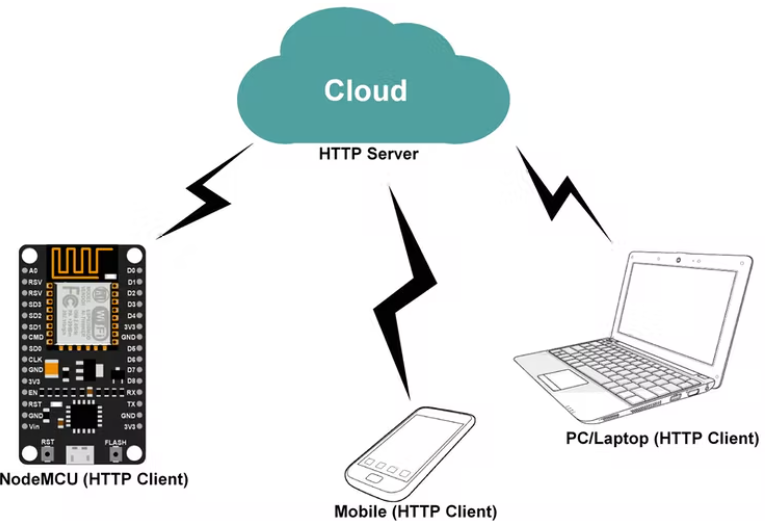 Cloud
HTTP Server
A0
RSV
RSV
SD3
SD2
SD1
CMD
SD0
CLK
GND
3V3
EN
RST
GND
Vin
D0
D1
D2
D3
D4
3V3
GND
D5
D6
D7
D8
RX
TX
GND
3V3
FC
WiFi
RST
FLASH
NodeMCU (HTTP Client)
Mobile (HTTP Client)
PC/Laptop (HTTP Client)